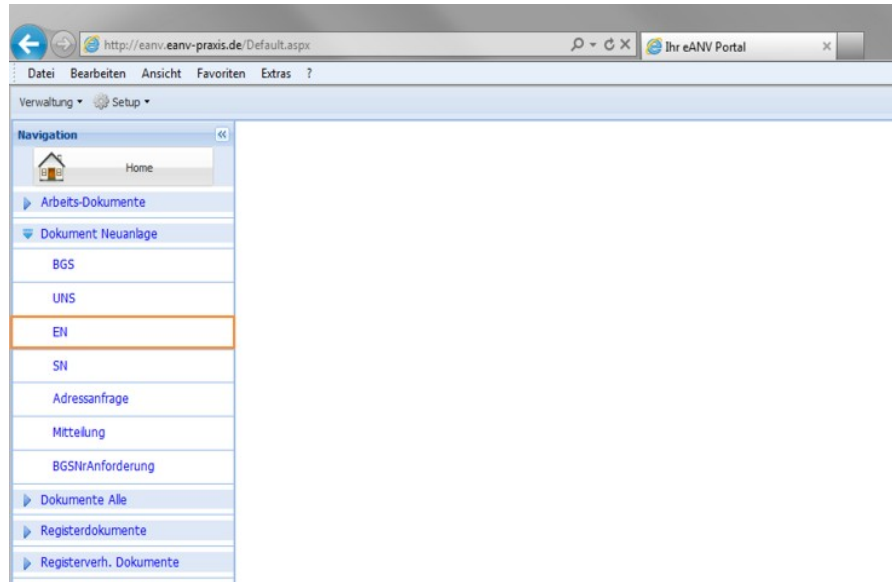 http://eanv.eanv-praxis.de/Default.aspx
Ihr eANV Portal
Datei Bearbeiten Ansicht Favoriten Extras ?
Verwaltung Setup
Navigation
Home
Arbeits-Dokumente
Dokument Neuanlage
BGS
UNS
EN
SN
Adressanfrage
Mitteilung
BGSNrAnforderung
Dokumente Alle
Registerdokumente
Registerverh. Dokumente